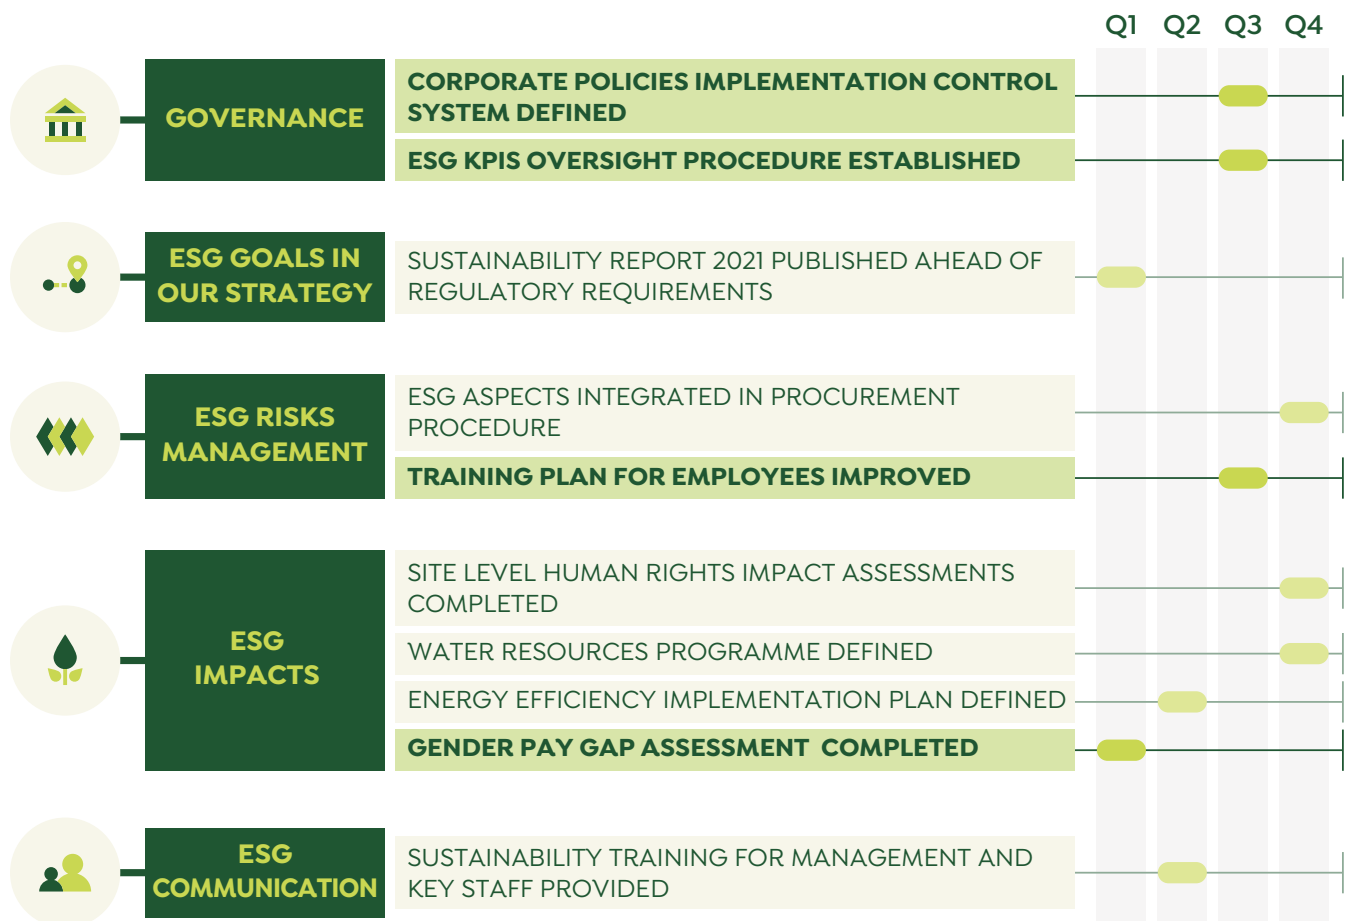 Q1 Q2 Q3 Q4
GOVERNANCE
CORPORATE POLICIES IMPLEMENTATION CONTROL
SYSTEM DEFINED
ESG KPIS OVERSIGHT PROCEDURE ESTABLISHED
ESG GOALS IN
OUR STRATEGY
SUSTAINABILITY REPORT 2021 PUBLISHED AHEAD OF
REGULATORY REQUIREMENTS
ESG RISKS
MANAGEMENT
ESG ASPECTS INTEGRATED IN PROCUREMENT
PROCEDURE
TRAINING PLAN FOR EMPLOYEES IMPROVED
ESG
IMPACTS
SITE LEVEL HUMAN RIGHTS IMPACT ASSESSMENTS
COMPLETED
WATER RESOURCES PROGRAMME DEFINED
ENERGY EFFICIENCY IMPLEMENTATION PLAN DEFINED
GENDER PAY GAP ASSESSMENT COMPLETED
ESG
COMMUNICATION
SUSTAINABILITY TRAINING FOR MANAGEMENT AND
KEY STAFF PROVIDED